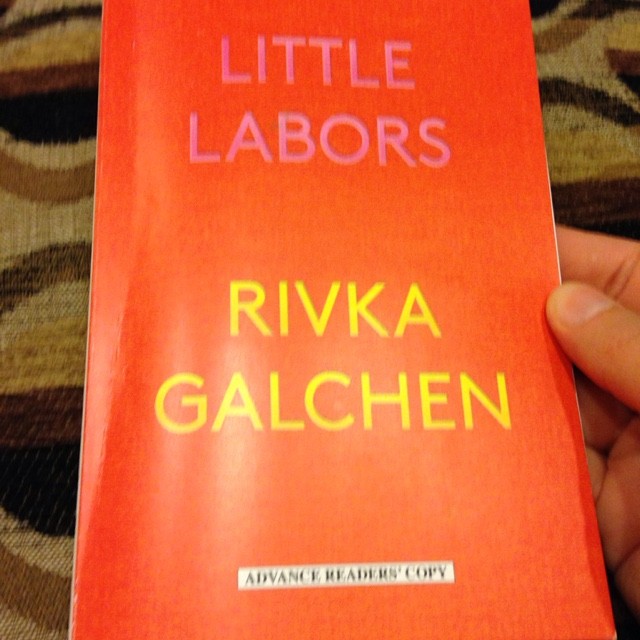 LITTLE
LABORS
RIVKA
GALCHEN
ADVANCE READERS' COPY